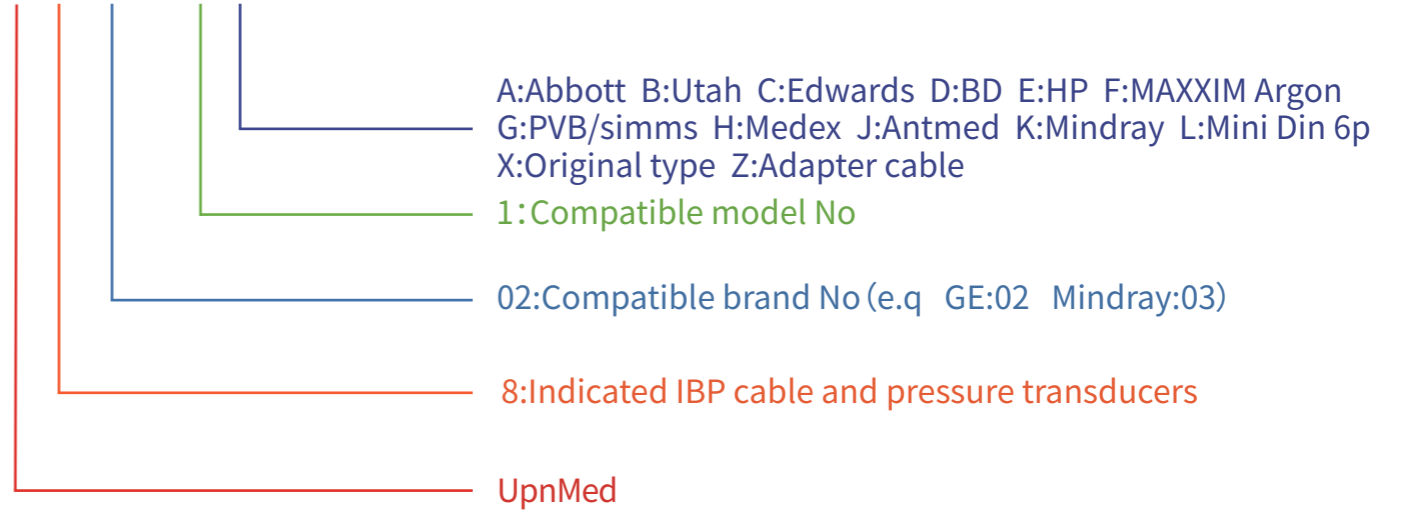 A:Abbott B:Utah C:Edwards D:BD E:HP F:MAXXIM Argon
G:PVB/simms H:Medex J:Antmed K:Mindray L:Mini Din 6p
X:Original type Z:Adapter cable
1：Compatible model No
02:Compatible brand No（e.q GE:02 Mindray:03）
8:Indicated IBP cable and pressure transducers
UpnMed